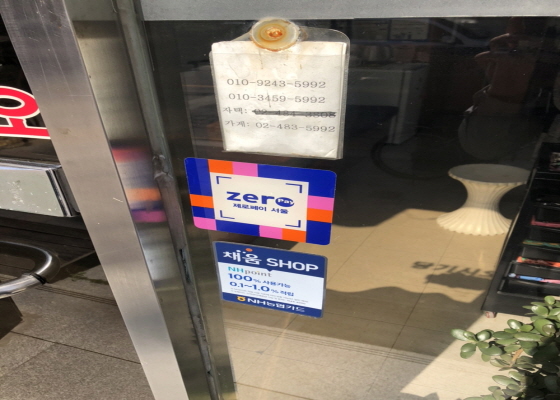 010-9243-5992
010-3459-5992
자택:
가게: 02-483-5992
zero Pay
제로페이 서울
채움 SHOP
NHpoint
100% 사용가능
0.1~1.0% 적립
NH농협카드